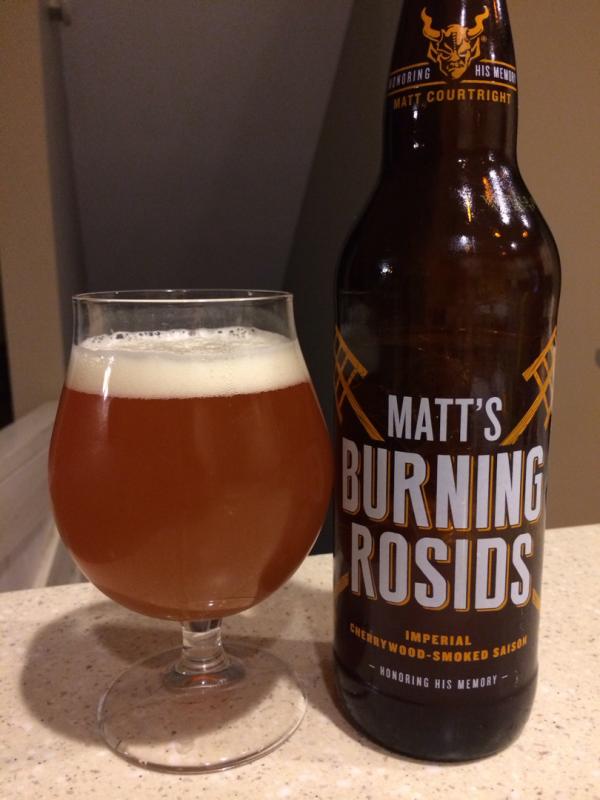 HONORING HIS MEMORY
MATT COURTRIGHT
MATT'S
BURNING
ROSIDS
IMPERIAL
CHERRYWOOD-SMOKED SAISON
— HONORING HIS MEMORY —